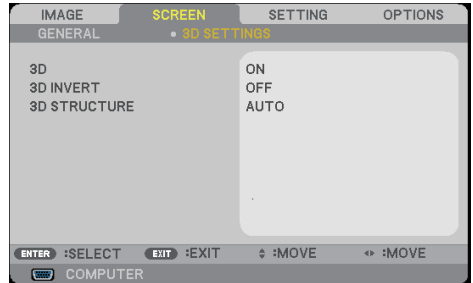 IMAGE SCREEN SETTING OPTIONS
GENERAL • 3D SETTINGS
3D ON
3D INVERT OFF
3D STRUCTURE AUTO
ENTER :SELECT EXIT :EXIT :MOVE :MOVE
COMPUTER